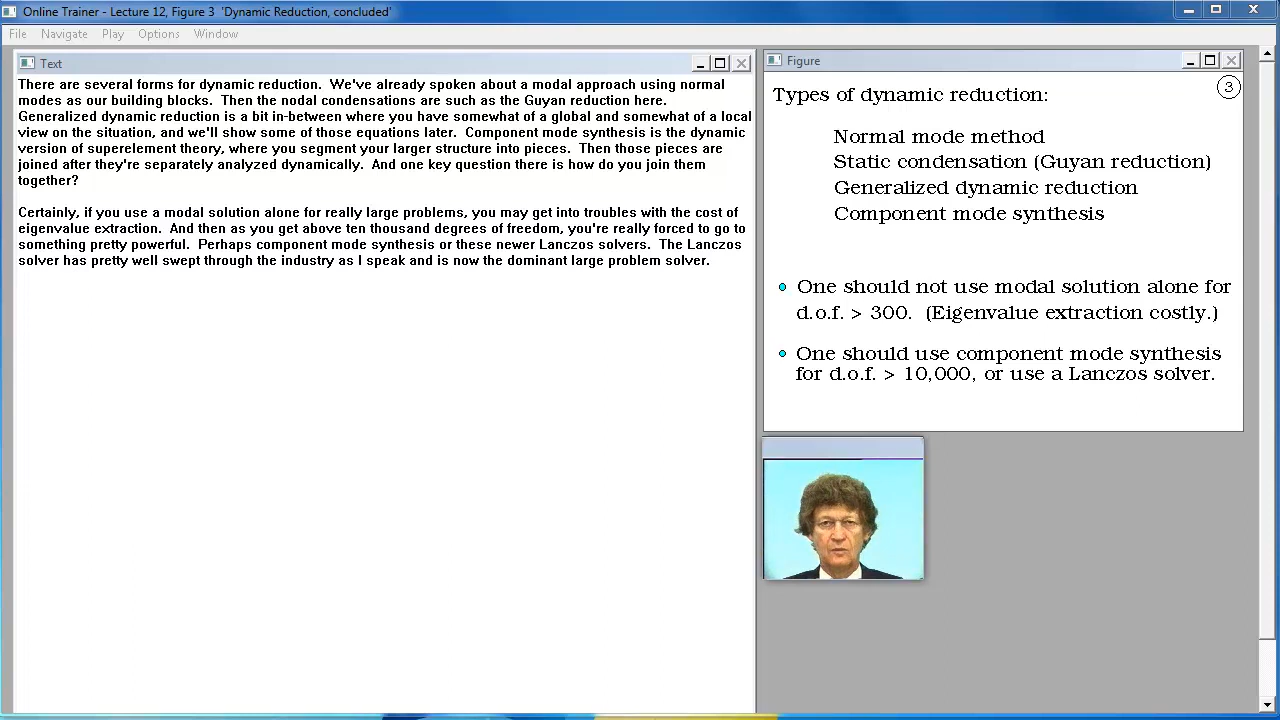 Online Trainer - Lecture 12, Figure 3  'Dynamic Reduction, concluded'
File Navigate Play Options Window
Text
There are several forms for dynamic reduction.  We've already spoken about a modal approach using normal
modes as our building blocks.  Then the nodal condensations are such as the Guyan reduction here.
Generalized dynamic reduction is a bit in-between where you have somewhat of a global and somewhat of a local
view on the situation, and we'll show some of those equations later.  Component mode synthesis is the dynamic
version of superelement theory, where you segment your larger structure into pieces.  Then those pieces are
joined after they're separately analyzed dynamically.  And one key question there is how do you join them
together?
Certainly, if you use a modal solution alone for really large problems, you may get into troubles with the cost of
eigenvalue extraction.  And then as you get above ten thousand degrees of freedom, you're really forced to go to
something pretty powerful.  Perhaps component mode synthesis or these newer Lanczos solvers.  The Lanczos
solver has pretty well swept through the industry as I speak and is now the dominant large problem solver.
Figure
3
Types of dynamic reduction:
Normal mode method
Static condensation (Guyan reduction)
Generalized dynamic reduction
Component mode synthesis
• One should not use modal solution alone for
d.o.f. > 300.  (Eigenvalue extraction costly.)
• One should use component mode synthesis
for d.o.f. > 10,000, or use a Lanczos solver.